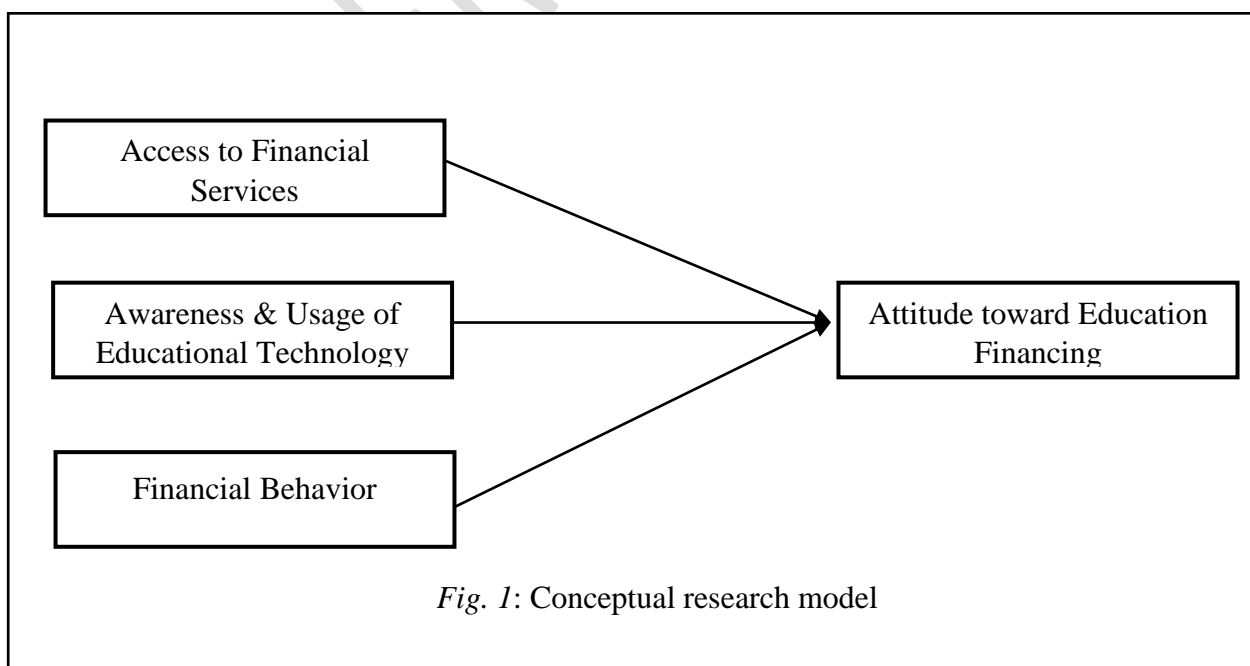 Access to Financial
Services
Awareness & Usage of
Educational Technology
Attitude toward Education
Financing
Financial Behavior
Fig. 1: Conceptual research model